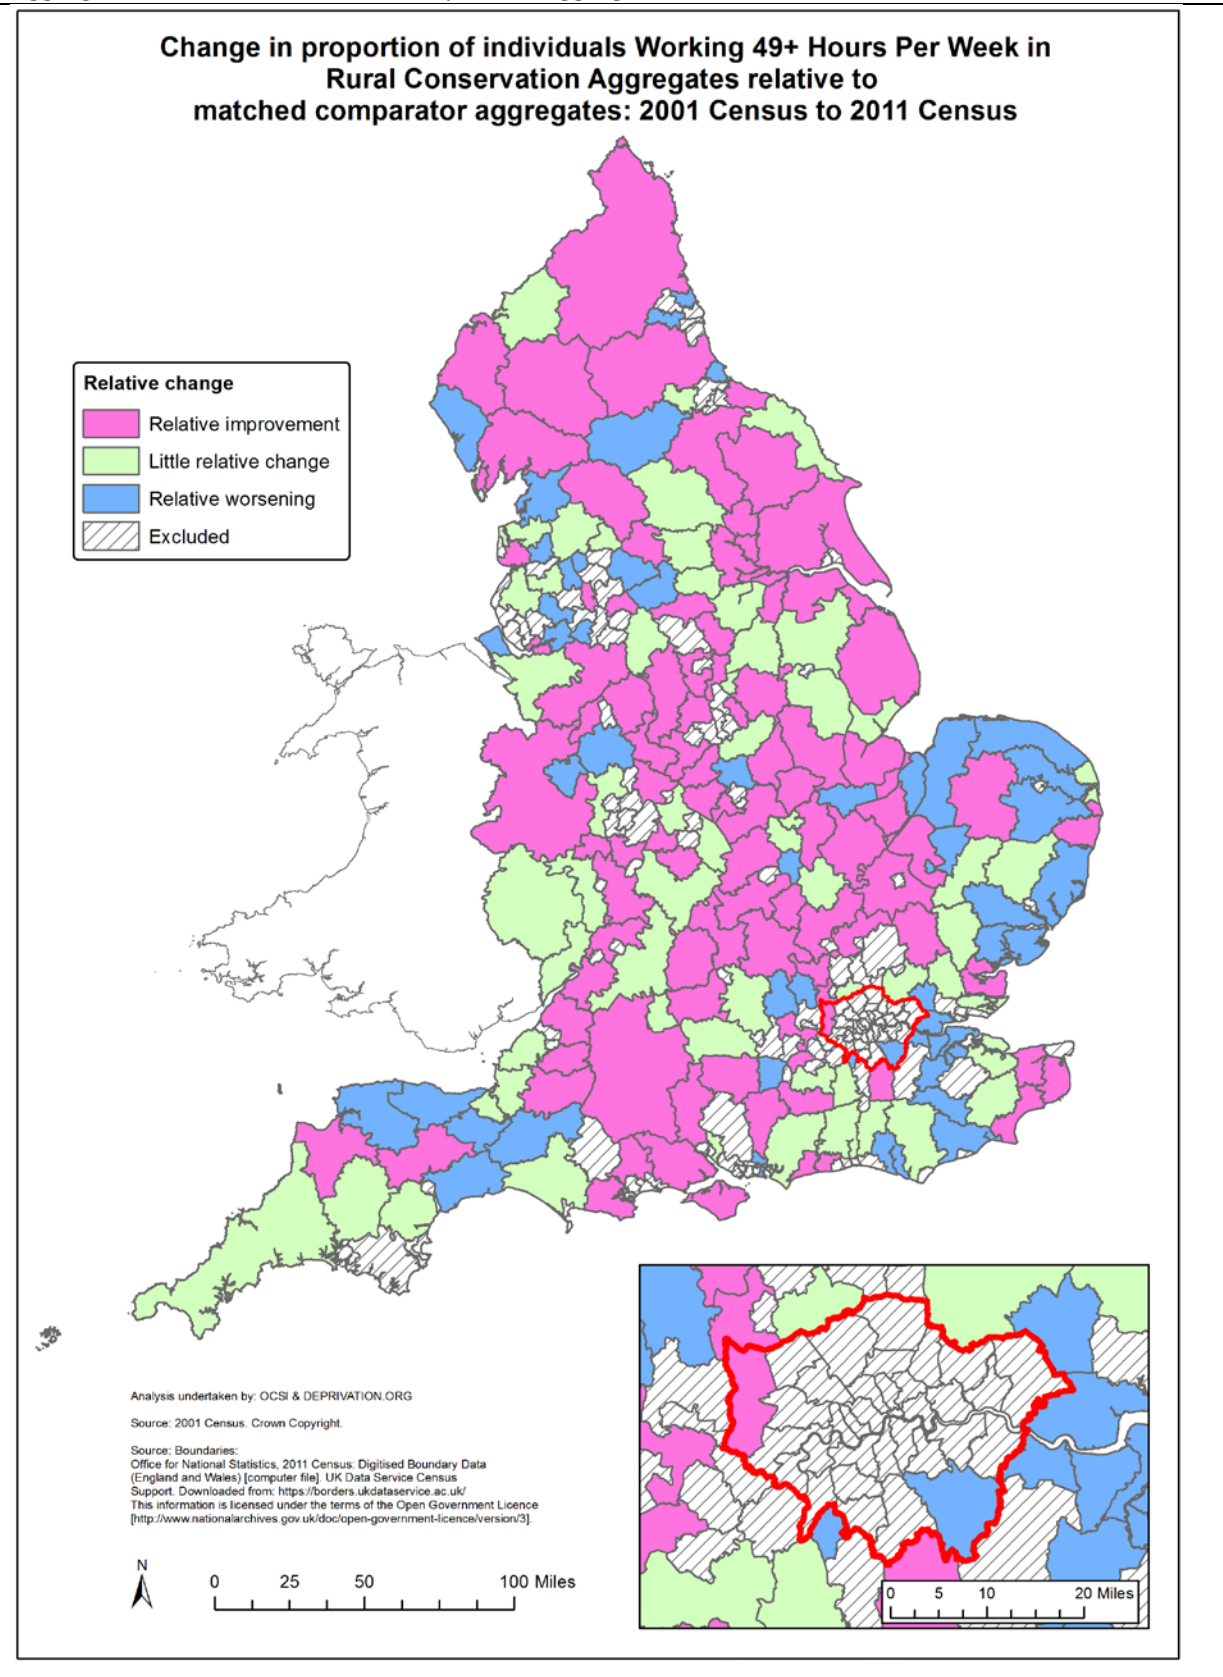 Change in proportion of individuals Working 49+ Hours Per Week in
Rural Conservation Aggregates relative to
matched comparator aggregates: 2001 Census to 2011 Census
Relative change
Relative improvement
Little relative change
Relative worsening
Excluded
Analysis undertaken by: OCSI & DEPRIVATION.ORG
Source: 2001 Census. Crown Copyright.
Source: Boundaries:
Office for National Statistics, 2011 Census: Digitised Boundary Data
(England and Wales) [computer file]. UK Data Service Census
Support. Downloaded from: https://borders.ukdataservice.ac.uk/
This information is licensed under the terms of the Open Government Licence
[http://www.nationalarchives.gov.uk/doc/open-government-licence/version/3].
N
0 25 50 100 Miles
0 5 10 20 Miles